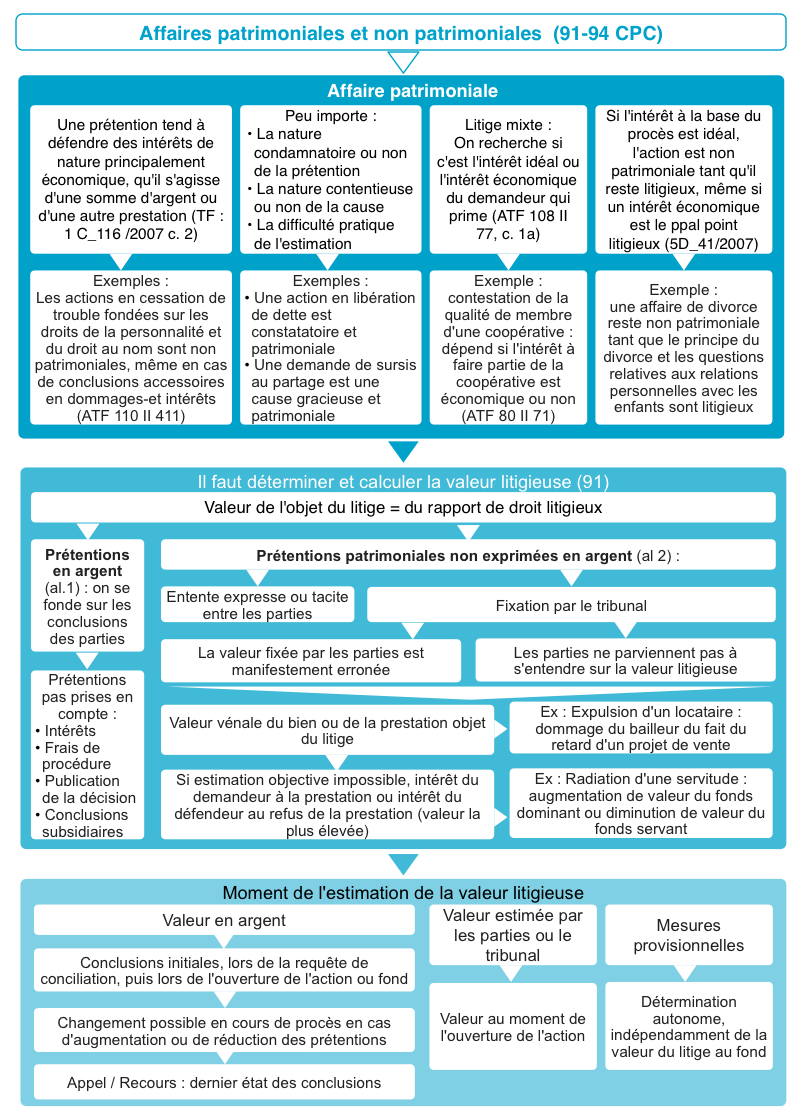 Affaires patrimoniales et non patrimoniales  (91-94 CPC)
Affaire patrimoniale
Une prétention tend à
défendre des intérêts de
nature principalement
économique, qu'il s'agisse
d'une somme d'argent ou
d'une autre prestation (TF :
1 C_116 /2007 c. 2)
Peu importe :
• La nature
condamnatoire ou non
de la prétention
• La nature contentieuse
ou non de la cause
• La difficulté pratique
de l'estimation
Litige mixte :
On recherche si
c'est l'intérêt idéal ou
l'intérêt économique
du demandeur qui
prime (ATF 108 II
77, c. 1a)
Si l'intérêt à la base du
procès est idéal,
l'action est non
patrimoniale tant qu'il
reste litigieux, même si
un intérêt économique
est le ppal point
litigieux (5D_41/2007)
Exemples :
Les actions en cessation de
trouble fondées sur les
droits de la personnalité et
du droit au nom sont non
patrimoniales, même en cas
de conclusions accessoires
en dommages-et intérêts
(ATF 110 II 411)
Exemples :
• Une action en libération
de dette est
constatatoire et
patrimoniale
• Une demande de sursis
au partage est une
cause gracieuse et
patrimoniale
Exemple :
contestation de la
qualité de membre
d'une coopérative :
dépend si l'intérêt à
faire partie de la
coopérative est
économique ou non
(ATF 80 II 71)
Exemple :
une affaire de divorce
reste non patrimoniale
tant que le principe du
divorce et les questions
relatives aux relations
personnelles avec les
enfants sont litigieux
Il faut déterminer et calculer la valeur litigieuse (91)
Valeur de l'objet du litige = du rapport de droit litigieux
Prétentions
en argent
(al.1) : on se
fonde sur les
conclusions
des parties
Prétentions
pas prises en
compte :
• Intérêts
• Frais de
procédure
• Publication
de la décision
• Conclusions
subsidiaires
Prétentions patrimoniales non exprimées en argent (al 2) :
Entente expresse ou tacite
entre les parties
Fixation par le tribunal
La valeur fixée par les parties est
manifestement erronée
Les parties ne parviennent pas à
s'entendre sur la valeur litigieuse
Valeur vénale du bien ou de la prestation objet
du litige
Ex : Expulsion d'un locataire :
dommage du bailleur du fait du
retard d'un projet de vente
Si estimation objective impossible, intérêt du
demandeur à la prestation ou intérêt du
défendeur au refus de la prestation (valeur la
plus élevée)
Ex : Radiation d'une servitude :
augmentation de valeur du fonds
dominant ou diminution de valeur du
fonds servant
Moment de l'estimation de la valeur litigieuse
Valeur en argent
Conclusions initiales, lors de la requête de
conciliation, puis lors de l'ouverture de l'action ou fond
Changement possible en cours de procès en cas
d'augmentation ou de réduction des prétentions
Appel / Recours : dernier état des conclusions
Valeur estimée par
les parties ou le
tribunal
Valeur au moment de
l'ouverture de l'action
Mesures
provisionnelles
Détermination
autonome,
indépendamment de la
valeur du litige au fond